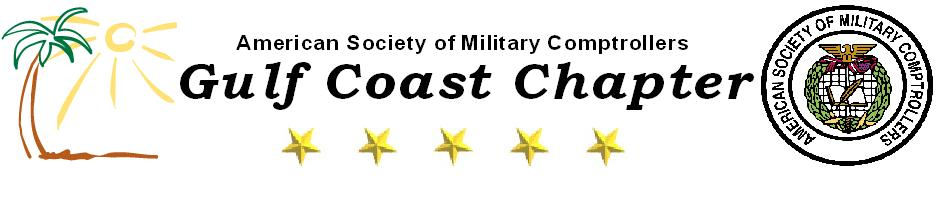 American Society of Military Comptrollers
Gulf Coast Chapter
AMERICAN SOCIETY OF MILITARY COMPTROLLERS